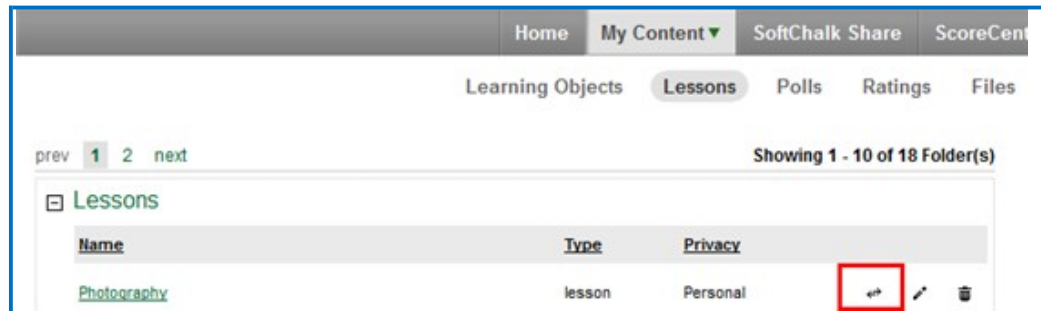 Home My Content▼ SoftChalk Share ScoreCent
Learning Objects Lessons Polls Ratings Files
prev 1 2 next Showing 1 - 10 of 18 Folder(s)
Lessons
Name Type Privacy
Photography lesson Personal